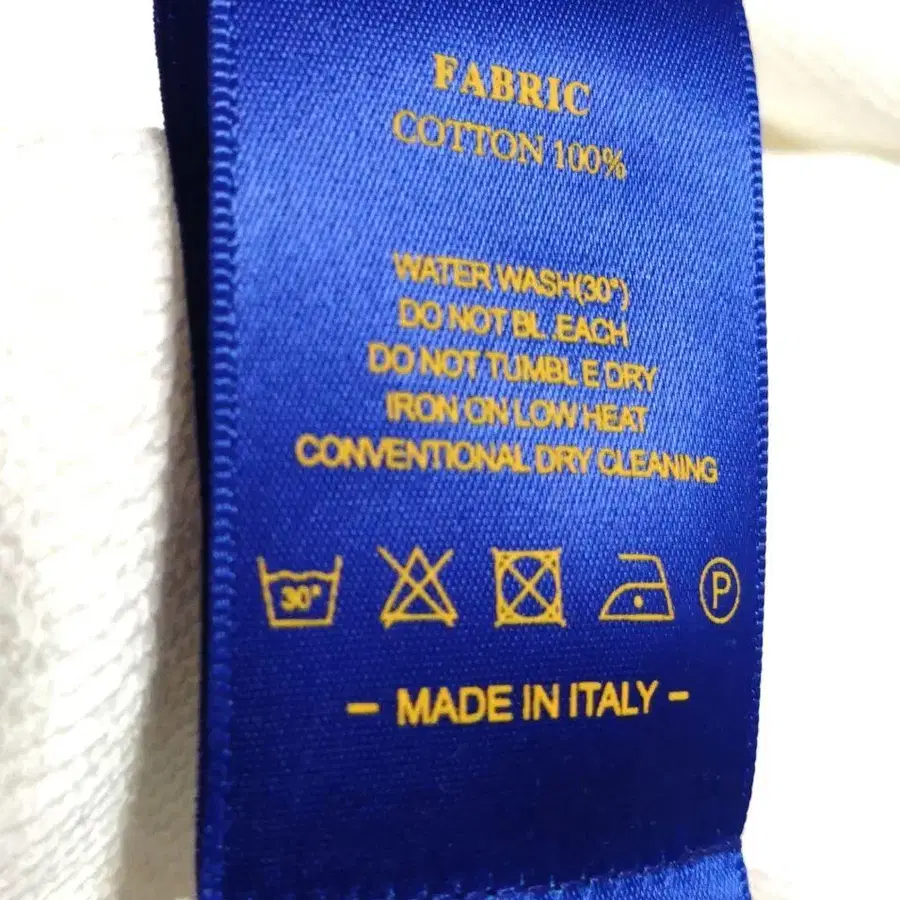 FABRIC
COTTON 100%
WATER WASH(30°)
DO NOT BL .EACH
DO NOT TUMBL E DRY
IRON ON LOW HEAT
CONVENTIONAL DRY CLEANING
30° P
– MADE IN ITALY –